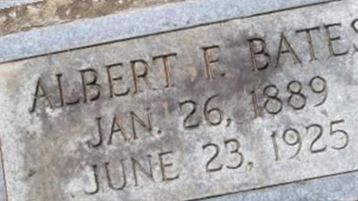 ALBERT F. BATES
JAN. 26, 1889
JUNE 23, 1925